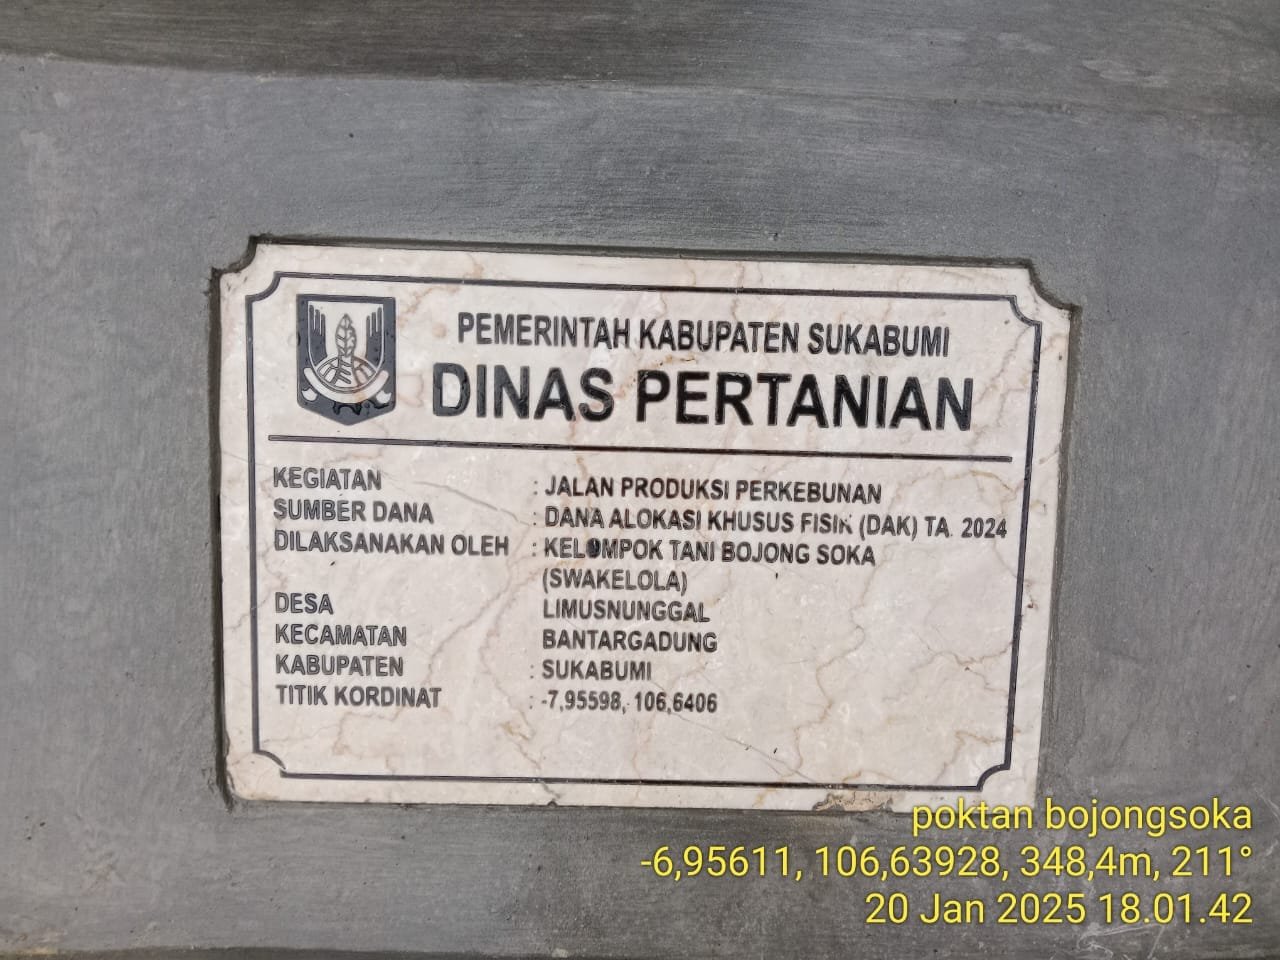 PEMERINTAH KABUPATEN SUKABUMI
DINAS PERTANIAN
KEGIATAN : JALAN PRODUKSI PERKEBUNAN
SUMBER DANA : DANA ALOKASI KHUSUS FISIK (DAK) TA. 2024
DILAKSANAKAN OLEH : KELOMPOK TANI BOJONG SOKA
(SWAKELOLA)
DESA LIMUSNUNGGAL
KECAMATAN BANTARGADUNG
KABUPATEN : SUKABUMI
TITIK KORDINAT : -7,95598, 106,6406
poktan bojongsoka
-6,95611, 106,63928, 348,4m, 211°
20 Jan 2025 18.01.42